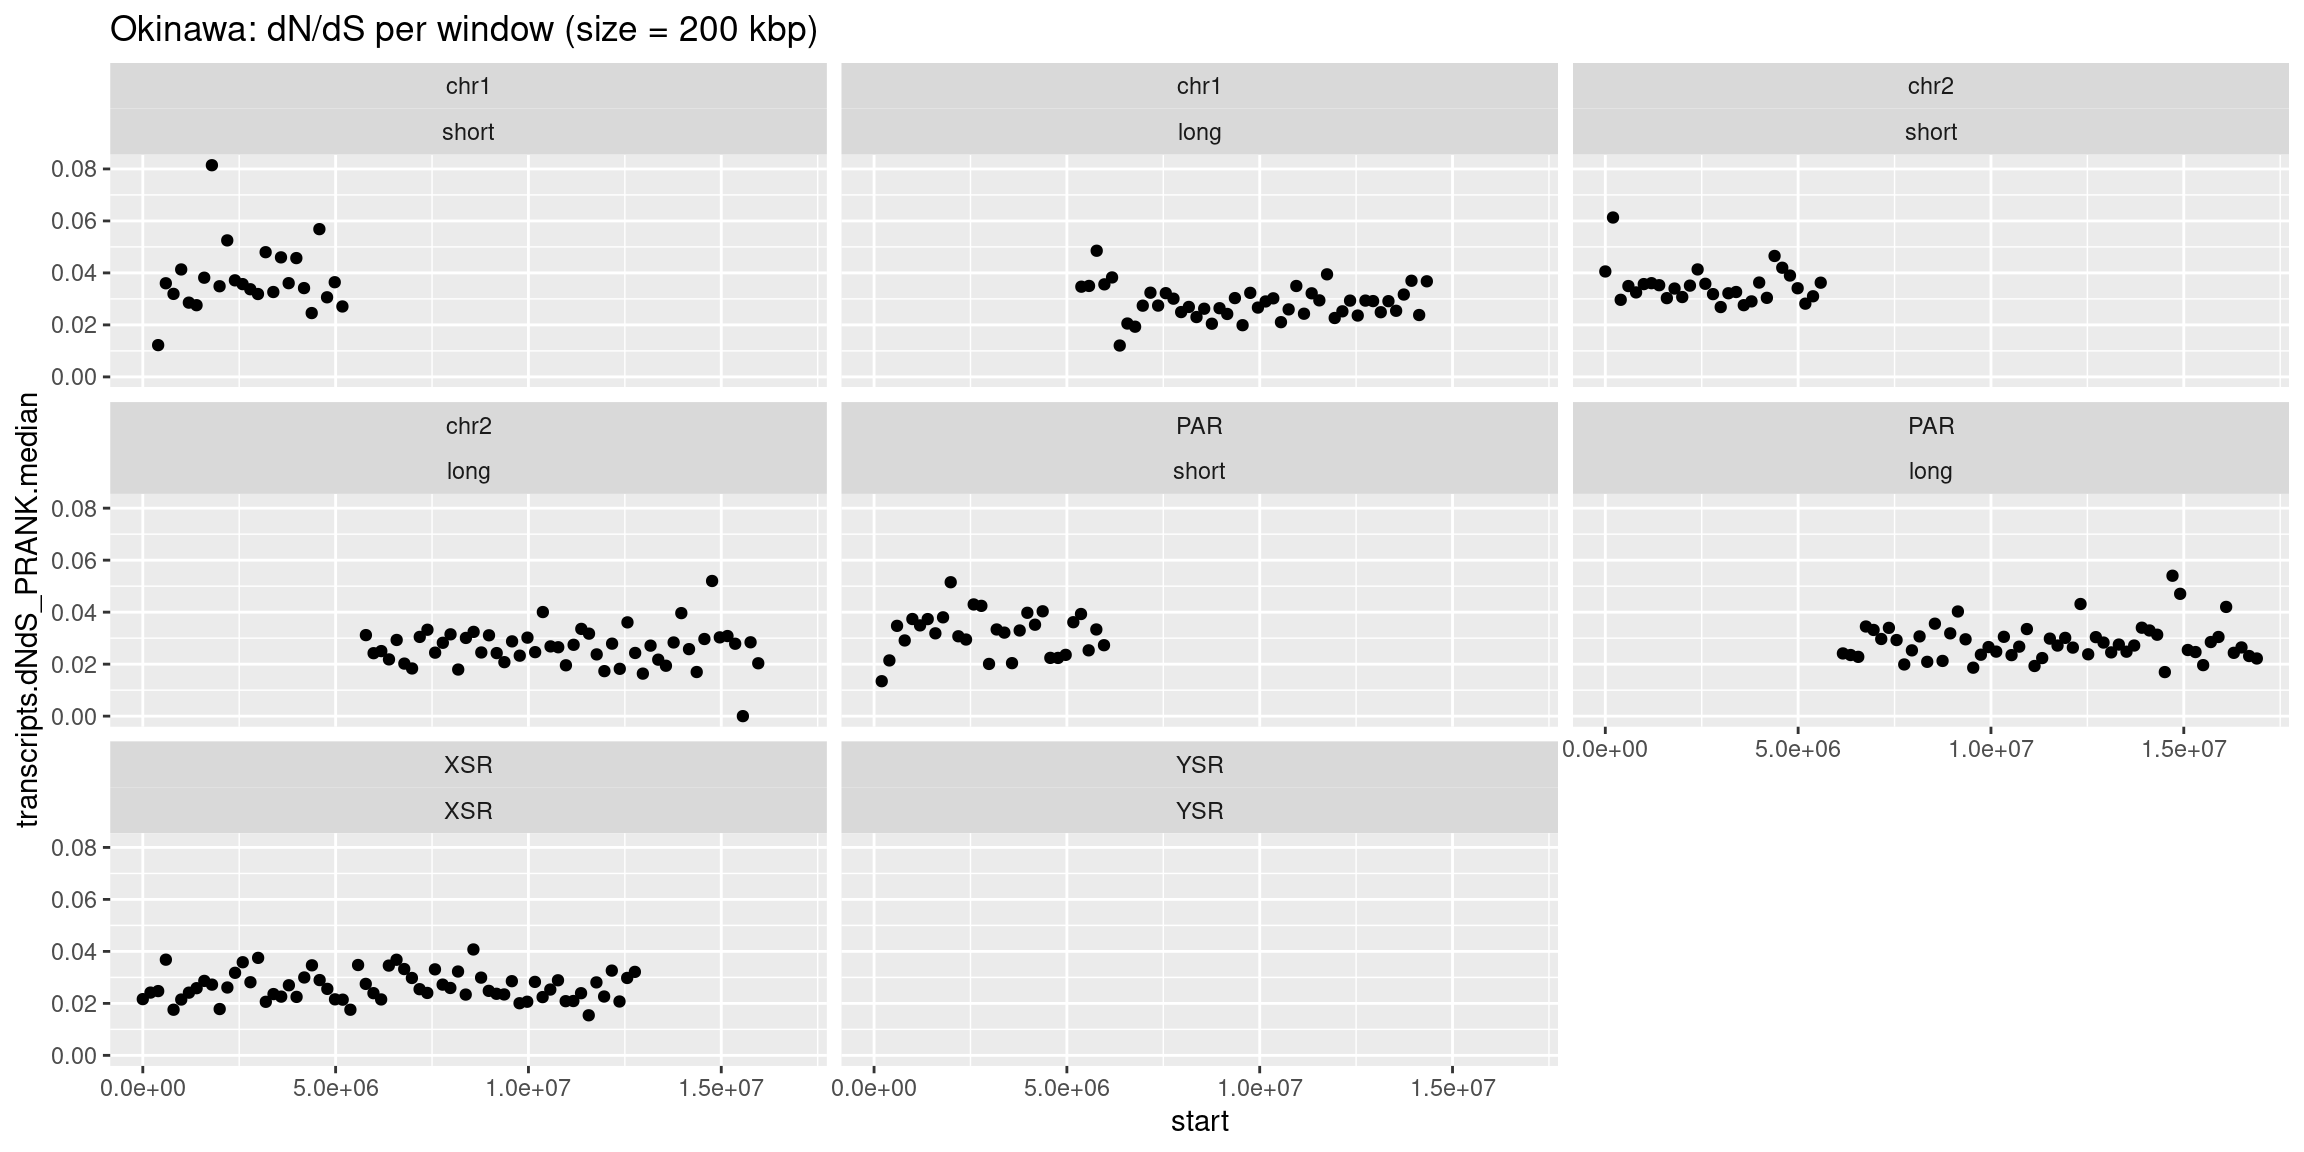 Okinawa: dN/dS per window (size = 200 kbp)
chr1
short
chr1
long
chr2
short
0.08
0.06
0.04
0.02
0.00
chr2
long
PAR
short
PAR
long
0.08
0.06
0.04
0.02
0.00
0.0e+00 5.0e+06 1.0e+07 1.5e+07
XSR
XSR
YSR
YSR
0.08
0.06
0.04
0.02
0.00
0.0e+00 5.0e+06 1.0e+07 1.5e+07
0.0e+00 5.0e+06 1.0e+07 1.5e+07
start
transcripts.dNdS_PRANK.median